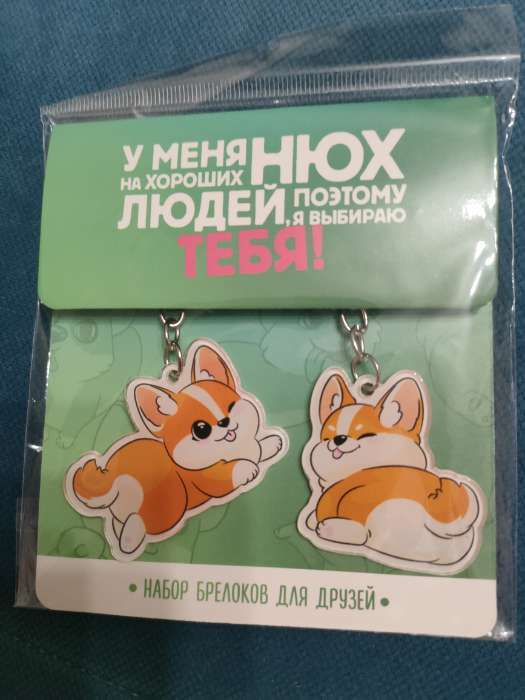 У МЕНЯ НЮХ
НА ХОРОШИХ
ЛЮДЕЙ, ПОЭТОМУ
Я ВЫБИРАЮ
ТЕБЯ!
• НАБОР БРЕЛОКОВ ДЛЯ ДРУЗЕЙ •